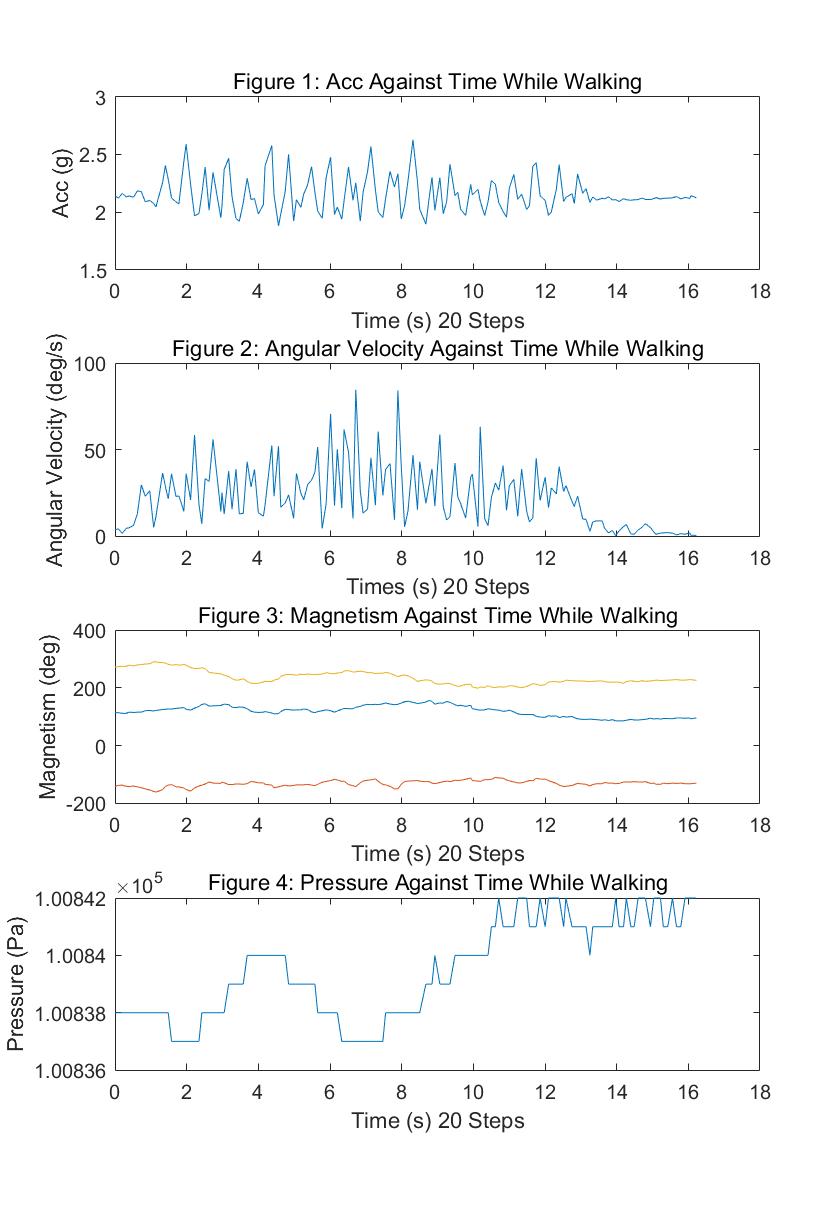 Figure 1: Acc Against Time While Walking
3
2.5
2
1.5
Acc (g)
0 2 4 6 8 10 12 14 16 18
Time (s) 20 Steps
Figure 2: Angular Velocity Against Time While Walking
100
50
0
Angular Velocity (deg/s)
0 2 4 6 8 10 12 14 16 18
Times (s) 20 Steps
Figure 3: Magnetism Against Time While Walking
400
200
0
-200
Magnetism (deg)
0 2 4 6 8 10 12 14 16 18
Time (s) 20 Steps
×10⁵ Figure 4: Pressure Against Time While Walking
1.00842
1.0084
1.00838
1.00836
Pressure (Pa)
0 2 4 6 8 10 12 14 16 18
Time (s) 20 Steps